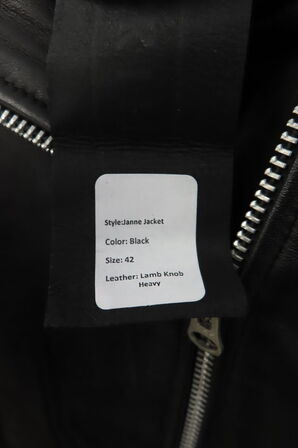 Style:Janne Jacket
Color: Black
Size: 42
Leather: Lamb Knob
Heavy